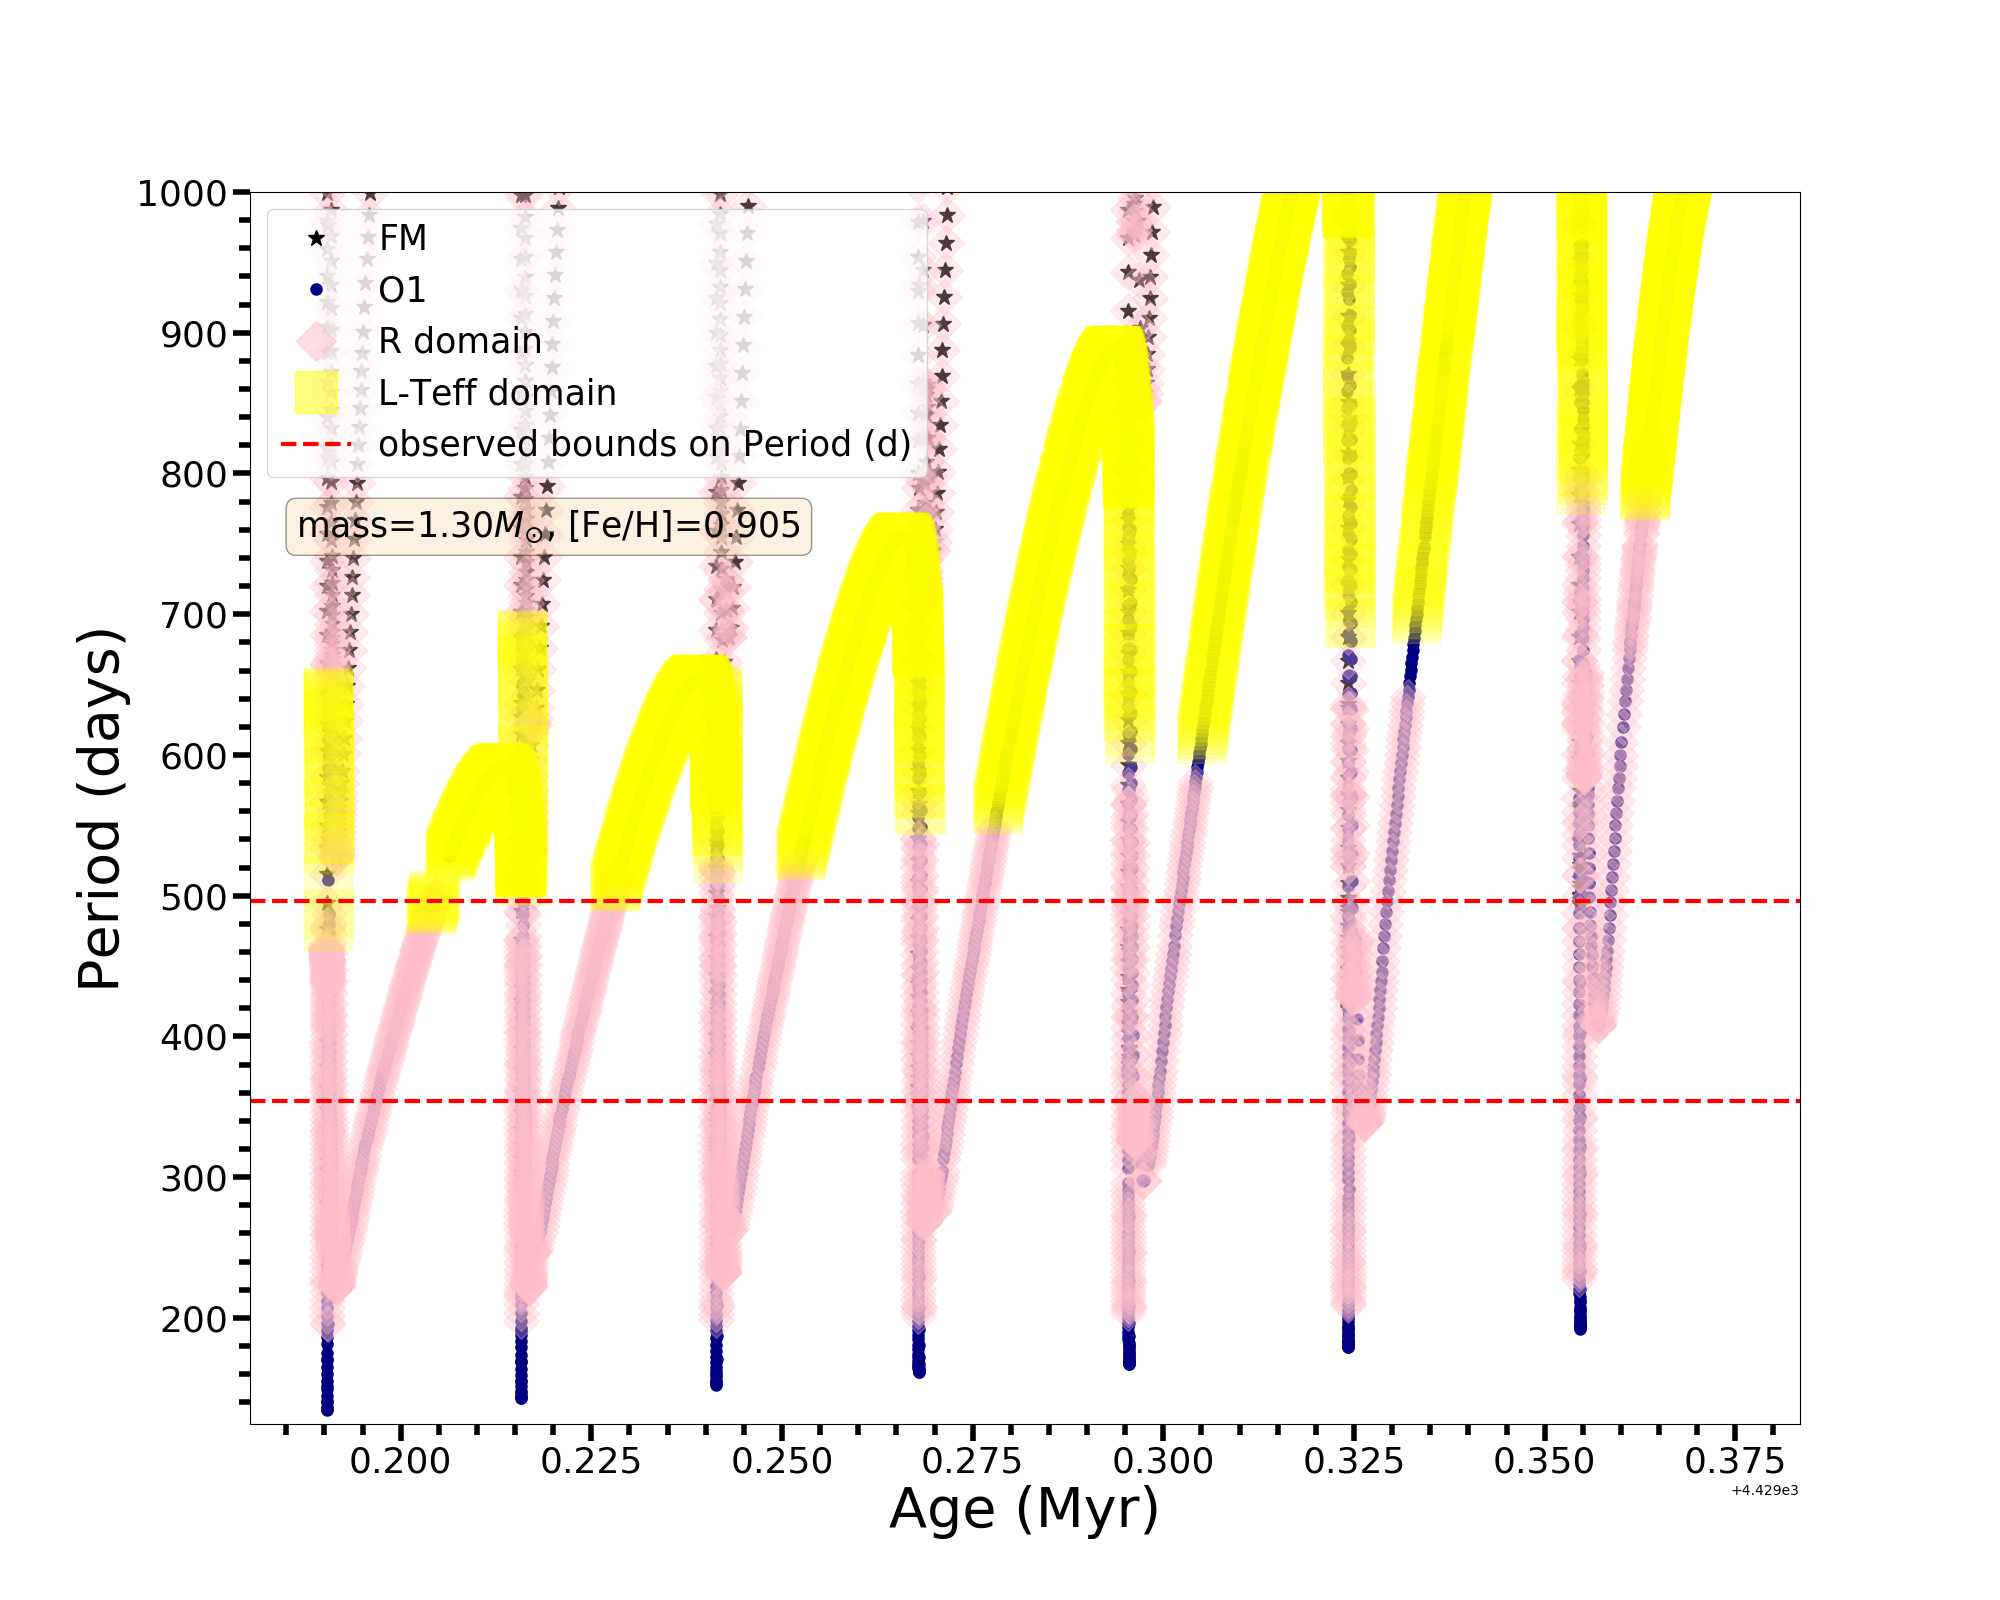 1000
900
800
700
600
500
400
300
200
Period (days)
FM
O1
R domain
L-Teff domain
observed bounds on Period (d)
mass=1.30M☉, [Fe/H]=0.905
0.200 0.225 0.250 0.275 0.300 0.325 0.350 0.375
+4.429e3
Age (Myr)